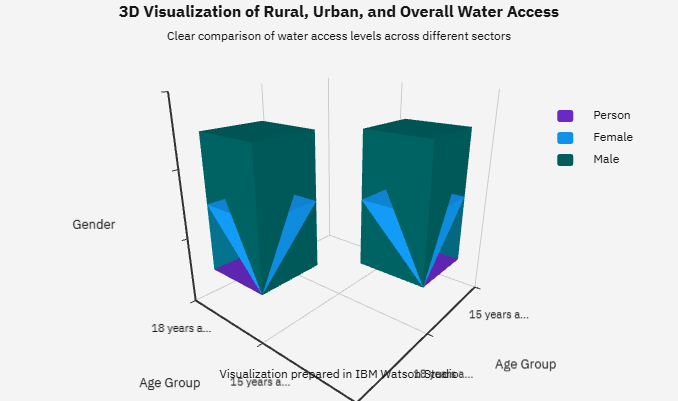 3D Visualization of Rural, Urban, and Overall Water Access
Clear comparison of water access levels across different sectors
Person
Female
Male
Gender
15 years a...
18 years a...
Age Group
Visualization prepared in IBM Watson Studio
Age Group
15 years a...